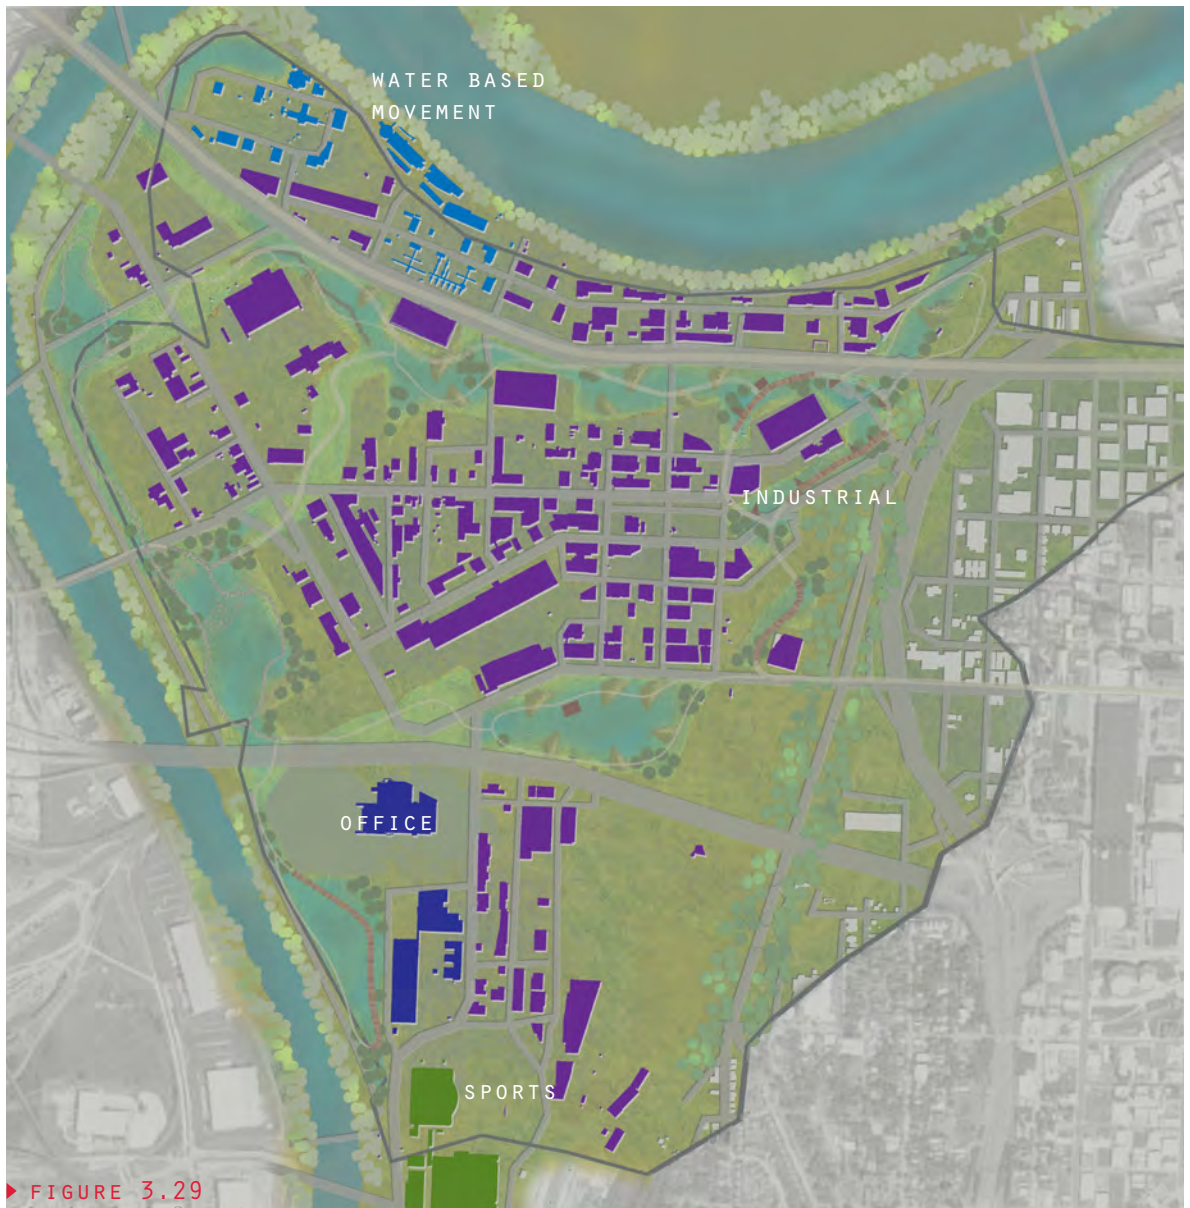 WATER BASED
MOVEMENT
INDUSTRIAL
OFFICE
SPORTS
FIGURE 3.29